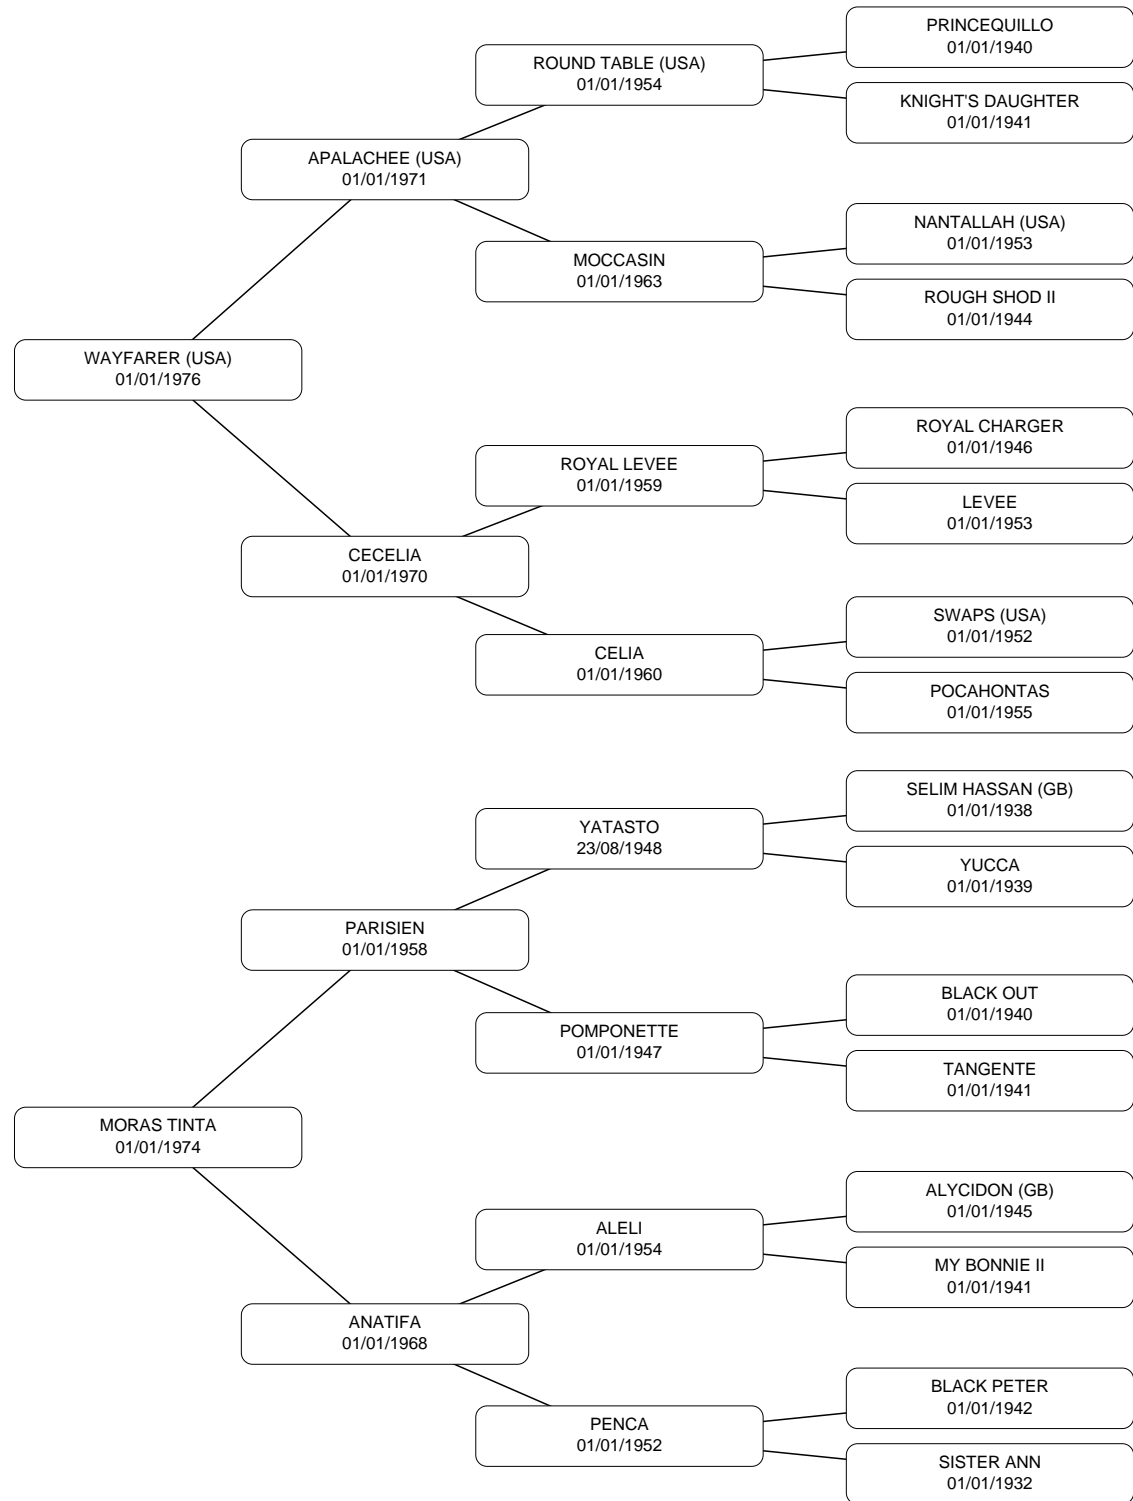 PRINCEQUILLO
01/01/1940
ROUND TABLE (USA)
01/01/1954
KNIGHT'S DAUGHTER
01/01/1941
APALACHEE (USA)
01/01/1971
NANTALLAH (USA)
01/01/1953
MOCCASIN
01/01/1963
ROUGH SHOD II
01/01/1944
WAYFARER (USA)
01/01/1976
ROYAL CHARGER
01/01/1946
ROYAL LEVEE
01/01/1959
LEVEE
01/01/1953
CECELIA
01/01/1970
SWAPS (USA)
01/01/1952
CELIA
01/01/1960
POCAHONTAS
01/01/1955
SELIM HASSAN (GB)
01/01/1938
YATASTO
23/08/1948
YUCCA
01/01/1939
PARISIEN
01/01/1958
BLACK OUT
01/01/1940
POMPONETTE
01/01/1947
TANGENTE
01/01/1941
MORAS TINTA
01/01/1974
ALYCIDON (GB)
01/01/1945
ALELI
01/01/1954
MY BONNIE II
01/01/1941
ANATIFA
01/01/1968
BLACK PETER
01/01/1942
PENCA
01/01/1952
SISTER ANN
01/01/1932